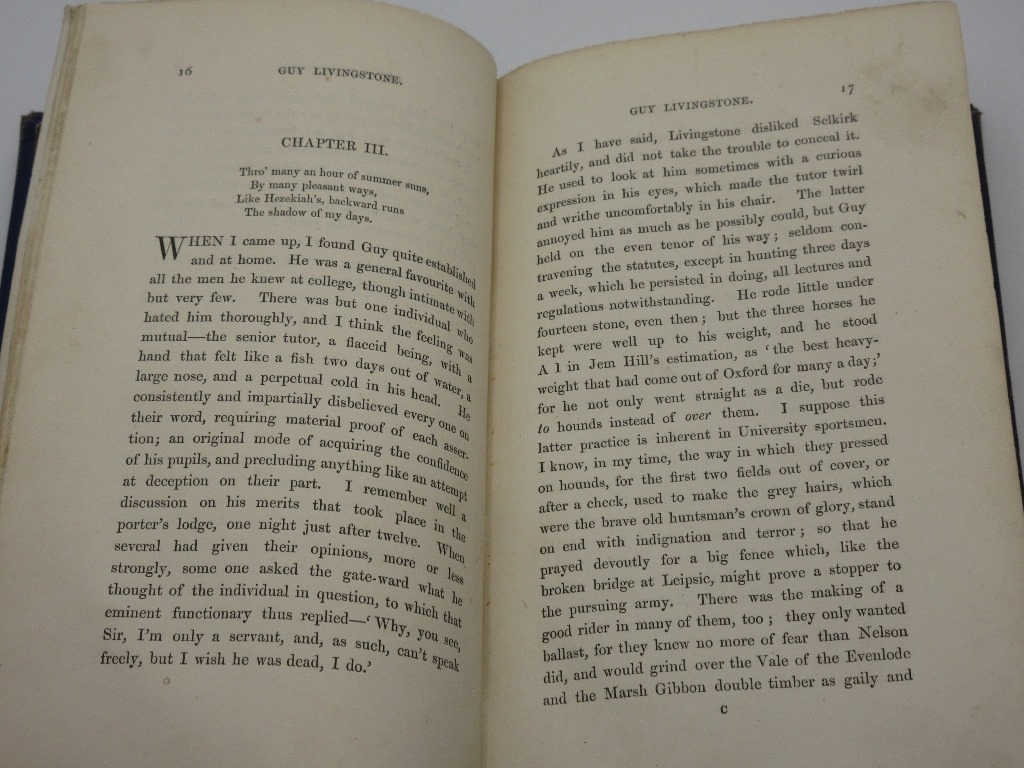 16
GUY LIVINGSTONE.
CHAPTER III.
Thro' many an hour of summer suns,
By many pleasant ways,
Like Hezekiah's, backward runs
The shadow of my days.
WHEN I came up, I found Guy quite established
and at home. He was a general favourite with
all the men he knew at college, though intimate with
but very few. There was but one individual who
hated him thoroughly, and I think the feeling was
mutual—the senior tutor, a flaccid being, with a
hand that felt like a fish two days out of water, a
large nose, and a perpetual cold in his head. He
consistently and impartially disbelieved every one on
their word, requiring material proof of each asser-
tion; an original mode of acquiring the confidence
of his pupils, and precluding anything like an attempt
at deception on their part. I remember well a
discussion on his merits that took place in the
porter's lodge, one night just after twelve. When
several had given their opinions, more or less
strongly, some one asked the gate-ward what he
thought of the individual in question, to which that
eminent functionary thus replied—'Why, you see,
Sir, I'm only a servant, and, as such, can't speak
freely, but I wish he was dead, I do.'
GUY LIVINGSTONE.
17
As I have said, Livingstone disliked Selkirk
heartily, and did not take the trouble to conceal it.
He used to look at him sometimes with a curious
expression in his eyes, which made the tutor twirl
and writhe uncomfortably in his chair. The latter
annoyed him as much as he possibly could, but Guy
held on the even tenor of his way; seldom con-
travening the statutes, except in hunting three days
a week, which he persisted in doing, all lectures and
regulations notwithstanding. He rode little under
fourteen stone, even then; but the three horses he
kept were well up to his weight, and he stood
A 1 in Jem Hill's estimation, as 'the best heavy-
weight that had come out of Oxford for many a day;'
for he not only went straight as a die, but rode
to hounds instead of over them. I suppose this
latter practice is inherent in University sportsmen.
I know, in my time, the way in which they pressed
on hounds, for the first two fields out of cover, or
after a check, used to make the grey hairs, which
were the brave old huntsman's crown of glory, stand
on end with indignation and terror; so that he
prayed devoutly for a big fence which, like the
broken bridge at Leipsic, might prove a stopper to
the pursuing army. There was the making of a
good rider in many of them, too; they only wanted
ballast, for they knew no more of fear than Nelson
did, and would grind over the Vale of the Evenlode
and the Marsh Gibbon double timber as gaily and
C